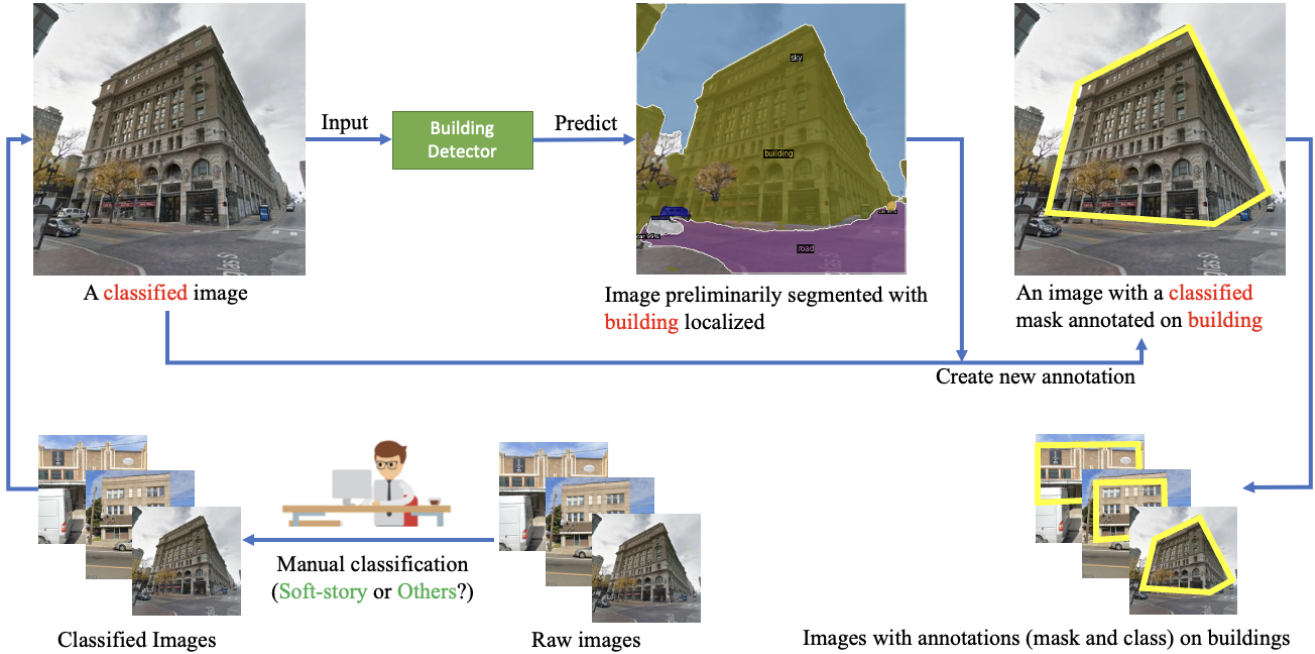 Input
Building
Detector
Predict
sky
building
road
A classified image
Image preliminarily segmented with
building localized
An image with a classified
mask annotated on building
Create new annotation
Manual classification
(Soft-story or Others?)
Classified Images
Raw images
Images with annotations (mask and class) on buildings